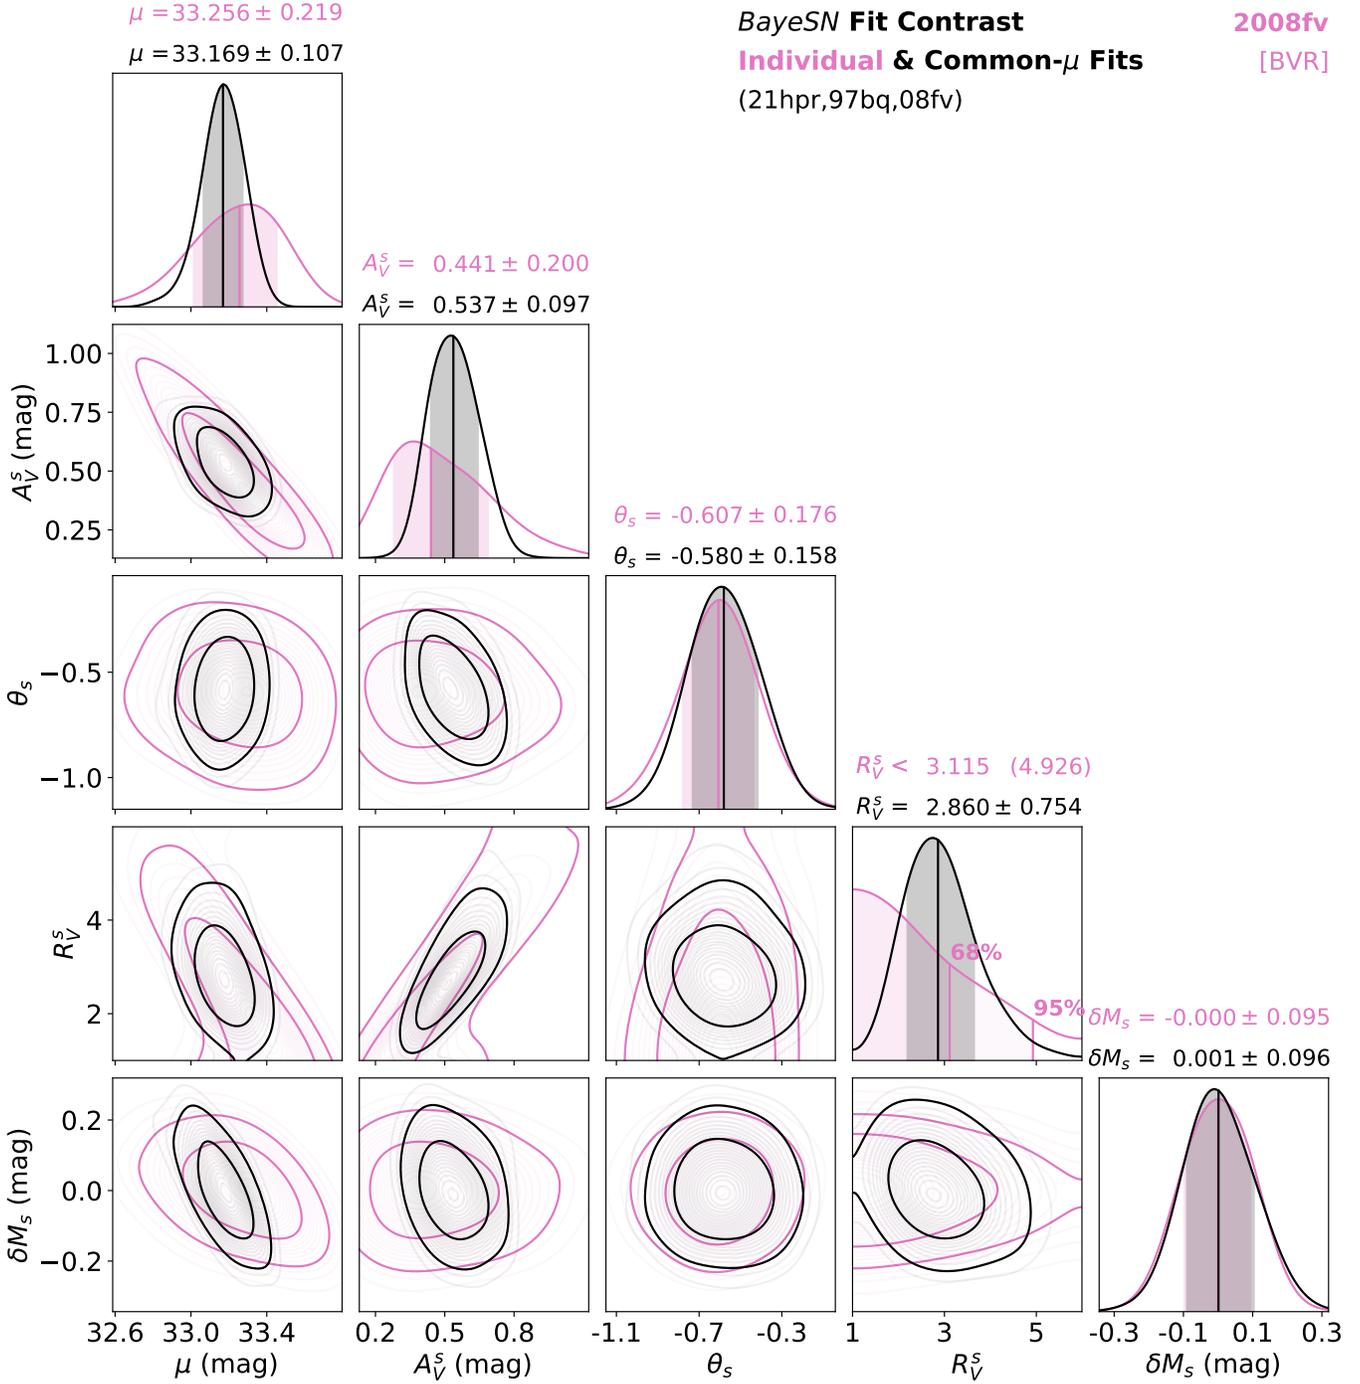 μ =33.256 ± 0.219
μ =33.169 ± 0.107
BayeSN Fit Contrast
Individual & Common-μ Fits
(21hpr,97bq,08fv)
2008fv
[BVR]
A_V^s = 0.441 ± 0.200
A_V^s = 0.537 ± 0.097
1.00
0.75
0.50
0.25
A_V^s (mag)
θ_s = -0.607 ± 0.176
θ_s = -0.580 ± 0.158
−0.5
−1.0
θ_s
R_V^s < 3.115 (4.926)
R_V^s = 2.860 ± 0.754
4
2
R_V^s
68%
95%
δM_s = -0.000 ± 0.095
δM_s = 0.001 ± 0.096
0.2
0.0
−0.2
δM_s (mag)
32.6 33.0 33.4
0.2 0.5 0.8
-1.1 -0.7 -0.3
1 3 5
-0.3 -0.1 0.1 0.3
μ (mag)
A_V^s (mag)
θ_s
R_V^s
δM_s (mag)